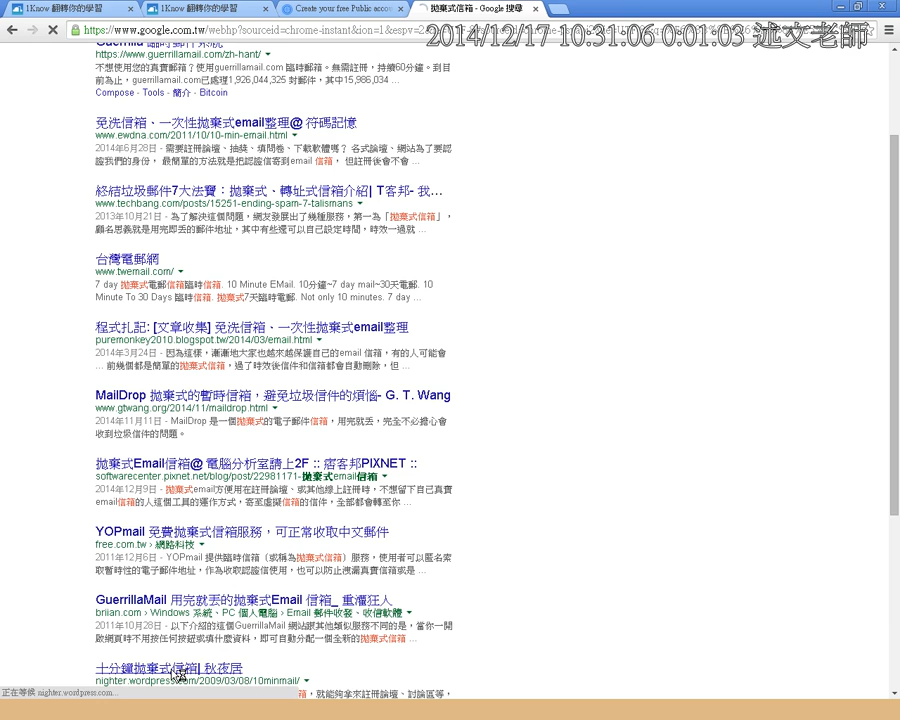 1Know 翻轉你的學習
1Know 翻轉你的學習
Create your free Public accou
拋棄式信箱 - Google 搜尋
https://www.google.com.tw/webhp?sourceid=chrome-instant&ion=1&espv=2
2014/12/17 10:31:06 0:01:03 述文老師
Guerrilla 臨時郵件系統
https://www.guerrillamail.com/zh-hant/
不想使用您的真實郵箱？使用guerrillamail.com 臨時郵箱。無需註冊，持續60分鐘。到目
前為止，guerrillamail.com已處理1,926,044,325 封郵件，其中15,986,034 ...
Compose - Tools - 簡介 - Bitcoin
免洗信箱、一次性拋棄式email整理@ 符碼記憶
www.ewdna.com/2011/10/10-min-email.html
2014年6月28日 - 需要註冊論壇、抽獎、填問卷、下載軟體嗎？ 各式論壇、網站為了要認
證我們的身份， 最簡單的方法就是把認證信寄到email 信箱， 但註冊後會不會 ...
終結垃圾郵件7大法寶：拋棄式、轉址式信箱介紹| T客邦- 我...
www.techbang.com/posts/15251-ending-spam-7-talismans
2013年10月21日 - 為了解決這個問題，網友發展出了幾種服務，第一為「拋棄式信箱」，
顧名思義就是用完即丟的郵件地址，其中有些還可以自己設定時間，時效一過就 ...
台灣電郵網
www.twemail.com/
7 day 拋棄式電郵信箱臨時信箱. 10 Minute EMail. 10分鐘~7 day mail~30天電郵. 10
Minute To 30 Days 臨時信箱. 拋棄式7天臨時電郵. Not only 10 minutes. 7 day ...
程式扎記: [文章收集] 免洗信箱、一次性拋棄式email整理
puremonkey2010.blogspot.tw/2014/03/email.html
2014年3月24日 - 因為這樣，漸漸地大家也越來越保護自己的email 信箱，有的人可能會
... 前幾個都是簡單的拋棄式信箱，過了時效後信件和信箱都會自動刪除，但 ...
MailDrop 拋棄式的暫時信箱，避免垃圾信件的煩惱- G. T. Wang
www.gtwang.org/2014/11/maildrop.html
2014年11月11日 - MailDrop 是一個拋棄式的電子郵件信箱，用完就丟，完全不必擔心會
收到垃圾信件的問題。
拋棄式Email信箱@ 電腦分析室請上2F :: 痞客邦PIXNET ::
softwarecenter.pixnet.net/blog/post/22981171-拋棄式email信箱
2014年12月9日 - 拋棄式email方便用在註冊論壇、或其他線上註冊時，不想留下自己真實
email信箱的人這個工具的運作方式，寄至虛擬信箱的信件，全部都會轉至你 ...
YOPmail 免費拋棄式信箱服務，可正常收取中文郵件
free.com.tw › 網路科技
2011年12月6日 - YOPmail 提供臨時信箱（或稱為拋棄式信箱）服務，使用者可以匿名索
取暫時性的電子郵件地址，作為收取認證信使用，也可以防止洩漏真實信箱或是 ...
GuerrillaMail 用完就丟的拋棄式Email 信箱_ 重灌狂人
briian.com › Windows 系統、PC 個人電腦 › Email 郵件收發、收信軟體
2011年10月28日 - 以下介紹的這個GuerrillaMail 網站跟其他類似服務不同的是，當你一開
啟網頁時不用按任何按鈕或填什麼資料，即可自動分配一個全新的拋棄式信箱 ...
十分鐘拋棄式信箱| 秋夜居
nighter.wordpress.com/2009/03/08/10minmail/
正在等候 nighter.wordpress.com...
箱，就能夠拿來註冊論壇、討論區等，